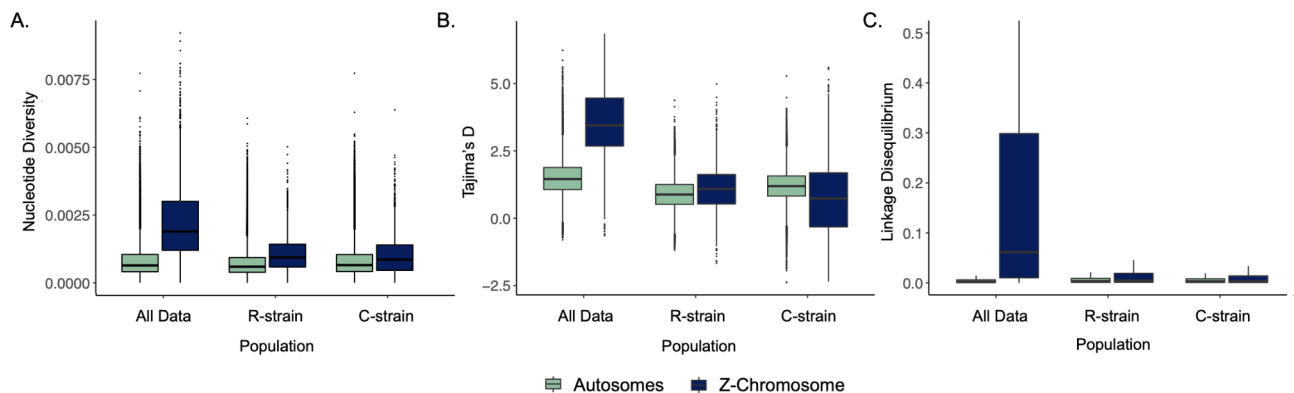 A.
Nucleotide Diversity
0.0075
0.0050
0.0025
0.0000
All Data R-strain C-strain
Population
B.
Tajima's D
5.0
2.5
0.0
−2.5
All Data R-strain C-strain
Population
C.
Linkage Disequilibrium
0.5
0.4
0.3
0.2
0.1
0.0
All Data R-strain C-strain
Population
Autosomes Z-Chromosome